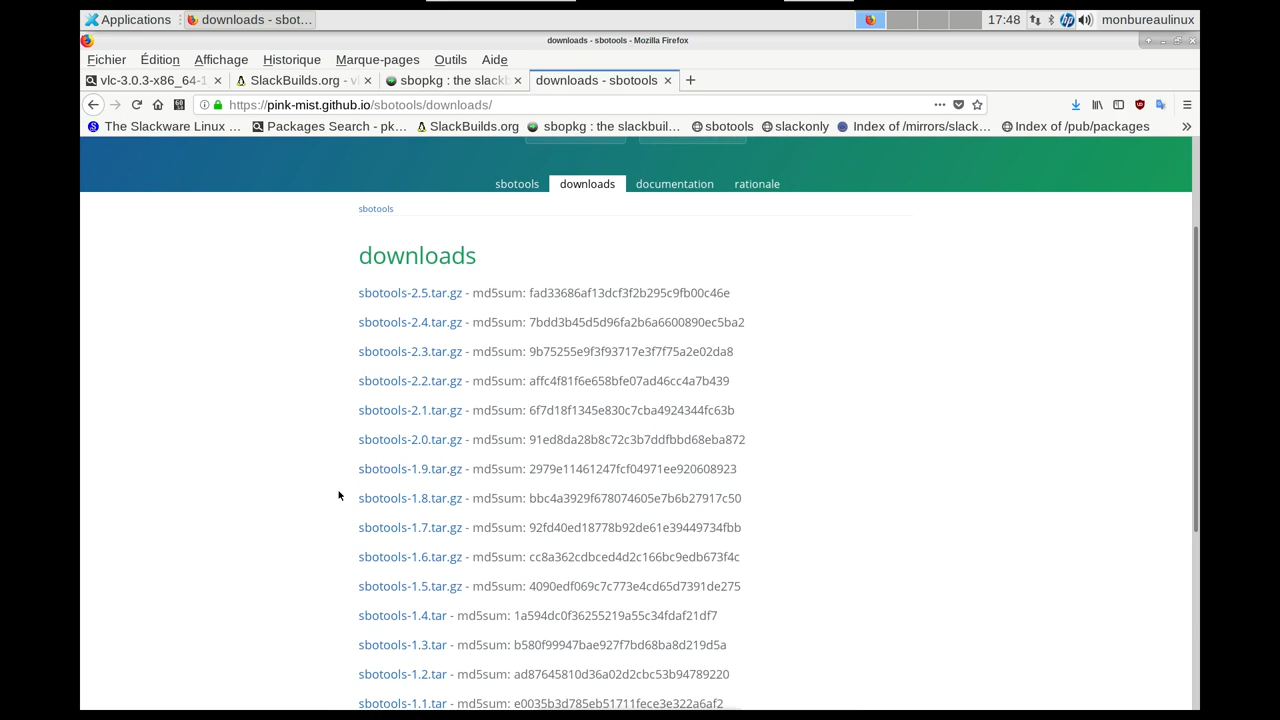 Applications
downloads - sbot...
17:48
monbureaulinux
downloads - sbotools - Mozilla Firefox
Fichier Édition Affichage Historique Marque-pages Outils Aide
vlc-3.0.3-x86_64-1
SlackBuilds.org - v
sbopkg : the slackb
downloads - sbotools
https://pink-mist.github.io/sbotools/downloads/
The Slackware Linux ...
Packages Search - pk...
SlackBuilds.org
sbopkg : the slackbuil...
sbotools
slackonly
Index of /mirrors/slack...
Index of /pub/packages
sbotools downloads documentation rationale
sbotools
downloads
sbotools-2.5.tar.gz - md5sum: fad33686af13dcf3f2b295c9fb00c46e
sbotools-2.4.tar.gz - md5sum: 7bdd3b45d5d96fa2b6a6600890ec5ba2
sbotools-2.3.tar.gz - md5sum: 9b75255e9f3f93717e3f7f75a2e02da8
sbotools-2.2.tar.gz - md5sum: affc4f81f6e658bfe07ad46cc4a7b439
sbotools-2.1.tar.gz - md5sum: 6f7d18f1345e830c7cba4924344fc63b
sbotools-2.0.tar.gz - md5sum: 91ed8da28b8c72c3b7ddfbbd68eba872
sbotools-1.9.tar.gz - md5sum: 2979e11461247fcf04971ee920608923
sbotools-1.8.tar.gz - md5sum: bbc4a3929f678074605e7b6b27917c50
sbotools-1.7.tar.gz - md5sum: 92fd40ed18778b92de61e39449734fbb
sbotools-1.6.tar.gz - md5sum: cc8a362cdbced4d2c166bc9edb673f4c
sbotools-1.5.tar.gz - md5sum: 4090edf069c7c773e4cd65d7391de275
sbotools-1.4.tar - md5sum: 1a594dc0f36255219a55c34fdaf21df7
sbotools-1.3.tar - md5sum: b580f99947bae927f7bd68ba8d219d5a
sbotools-1.2.tar - md5sum: ad87645810d36a02d2cbc53b94789220
sbotools-1.1.tar - md5sum: e0035b3d785eb51711fece3e322a6af2